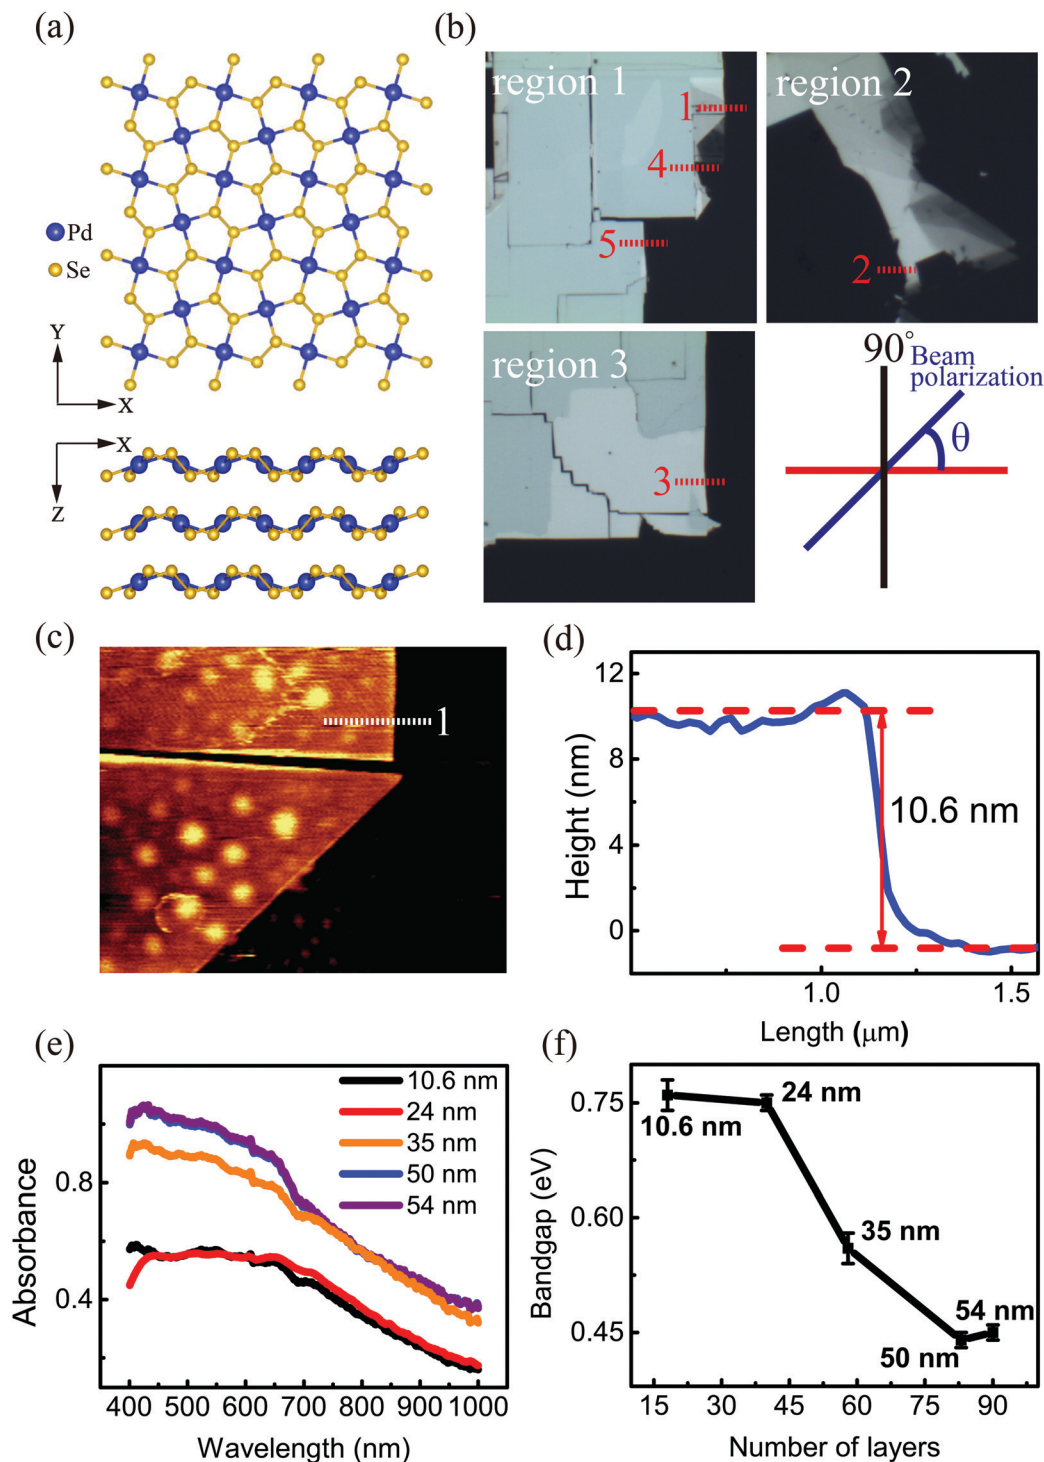 (a)
Pd
Se
Y
X
X
Z
(b)
region 1
1
4
5
region 2
2
region 3
3
90°
Beam
polarization
θ
(c)
1
(d)
12
8
4
0
Height (nm)
10.6 nm
1.0
1.5
Length (μm)
(e)
10.6 nm
24 nm
35 nm
50 nm
54 nm
0.8
0.4
Absorbance
400 500 600 700 800 900 1000
Wavelength (nm)
(f)
0.75
0.60
0.45
Bandgap (eV)
10.6 nm
24 nm
35 nm
54 nm
50 nm
15 30 45 60 75 90
Number of layers